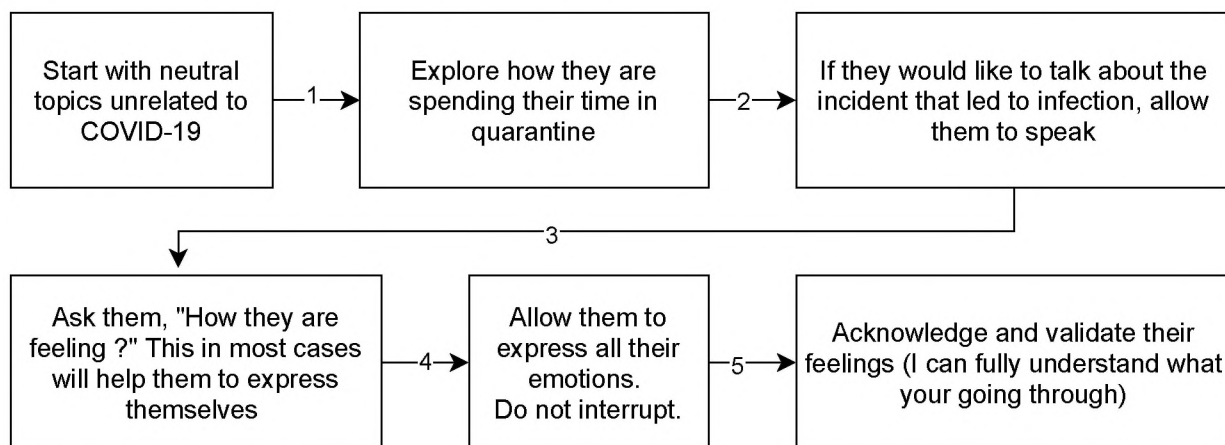 Start with neutral
topics unrelated to
COVID-19
1
Explore how they are
spending their time in
quarantine
2
If they would like to talk about the
incident that led to infection, allow
them to speak
3
Ask them, "How they are
feeling ?" This in most cases
will help them to express
themselves
4
Allow them to
express all their
emotions.
Do not interrupt.
5
Acknowledge and validate their
feelings (I can fully understand what
your going through)